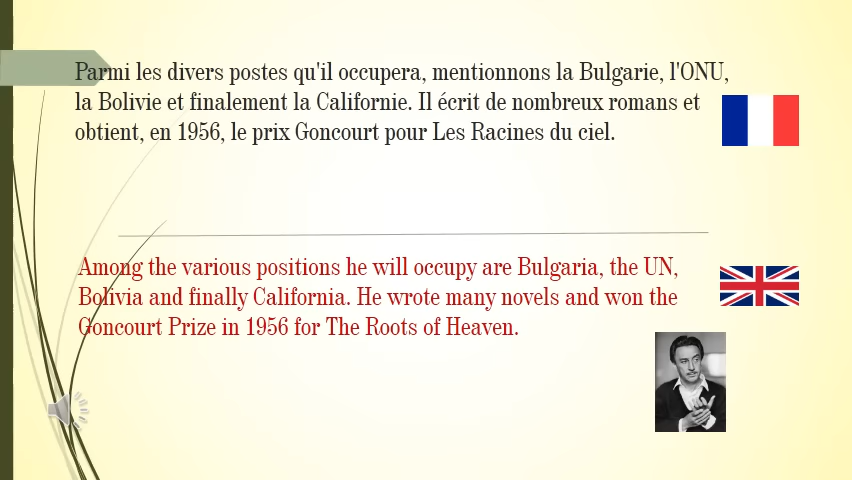 Parmi les divers postes qu'il occupera, mentionnons la Bulgarie, l'ONU,
la Bolivie et finalement la Californie. Il écrit de nombreux romans et
obtient, en 1956, le prix Goncourt pour Les Racines du ciel.
Among the various positions he will occupy are Bulgaria, the UN,
Bolivia and finally California. He wrote many novels and won the
Goncourt Prize in 1956 for The Roots of Heaven.